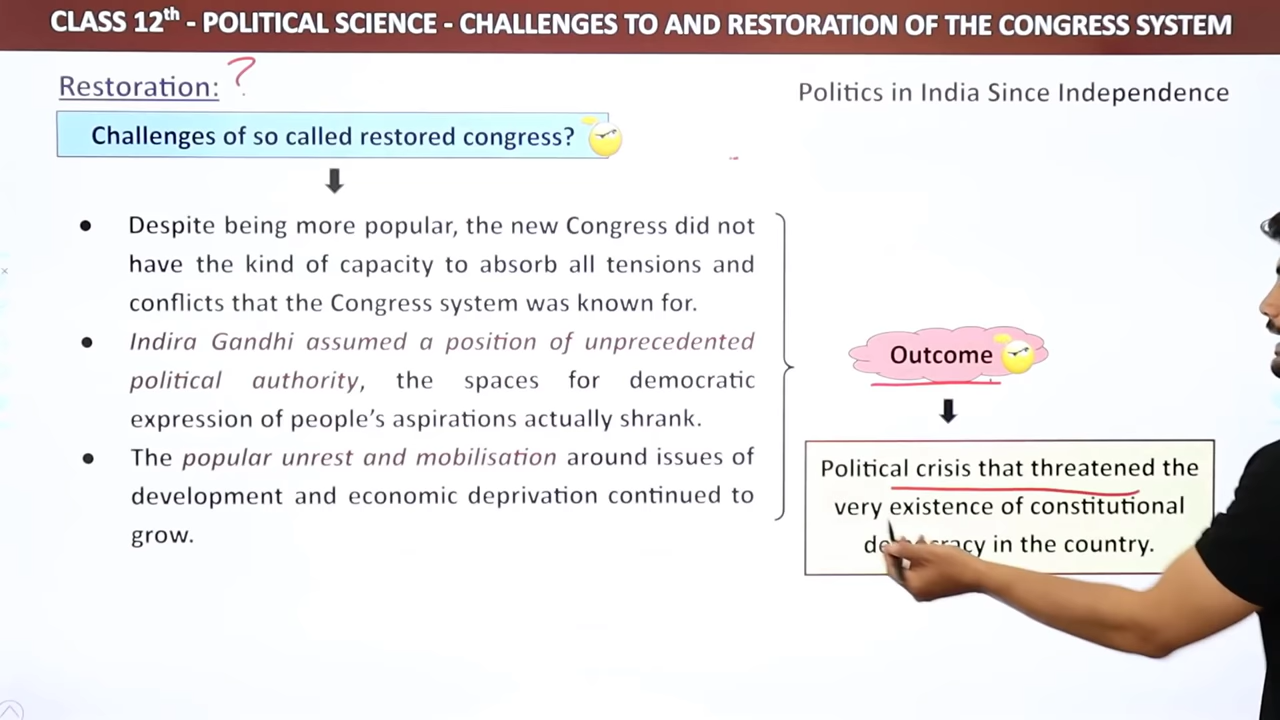 CLASS 12th - POLITICAL SCIENCE - CHALLENGES TO AND RESTORATION OF THE CONGRESS SYSTEM
Restoration: ?
Politics in India Since Independence
Challenges of so called restored congress?
● Despite being more popular, the new Congress did not
have the kind of capacity to absorb all tensions and
conflicts that the Congress system was known for.
● Indira Gandhi assumed a position of unprecedented
political authority, the spaces for democratic
expression of people's aspirations actually shrank.
● The popular unrest and mobilisation around issues of
development and economic deprivation continued to
grow.
Outcome
Political crisis that threatened the
very existence of constitutional
in the country.